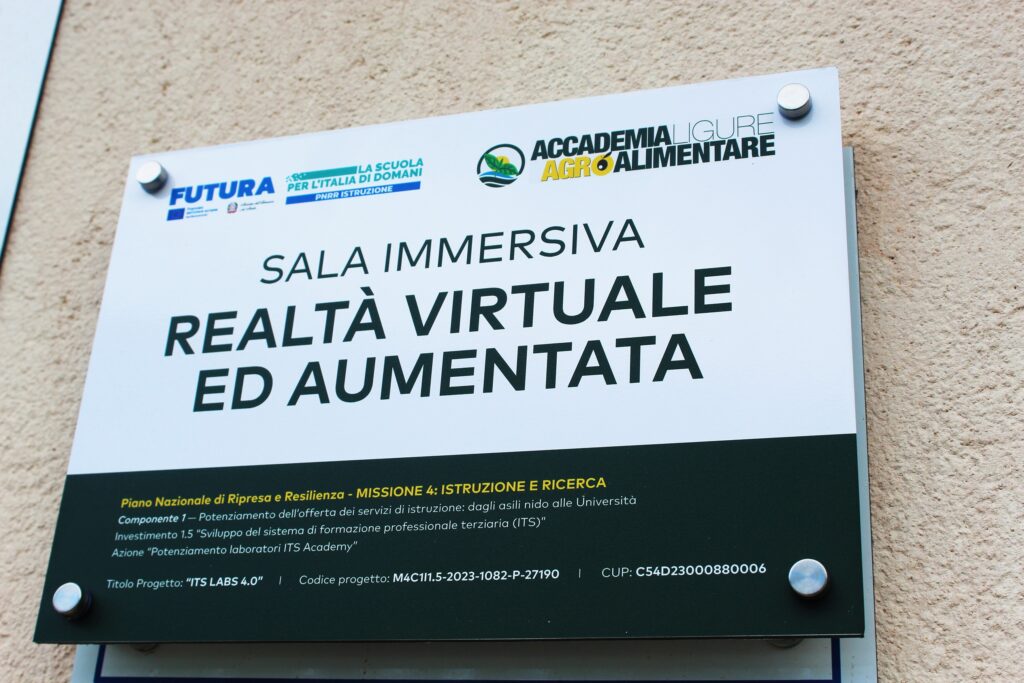 FUTURA
LA SCUOLA
PER L'ITALIA DI DOMANI
PNRR ISTRUZIONE
ACCADEMIALIGURE
AGROALIMENTARE
SALA IMMERSIVA
REALTÀ VIRTUALE
ED AUMENTATA
Piano Nazionale di Ripresa e Resilienza - MISSIONE 4: ISTRUZIONE E RICERCA
Componente 1 — Potenziamento dell'offerta dei servizi di istruzione: dagli asili nido alle Università
Investimento 1.5 "Sviluppo del sistema di formazione professionale terziaria (ITS)"
Azione "Potenziamento laboratori ITS Academy"
Titolo Progetto: "ITS LABS 4.0" | Codice progetto: M4C1I1.5-2023-1082-P-27190 | CUP: C54D23000880006